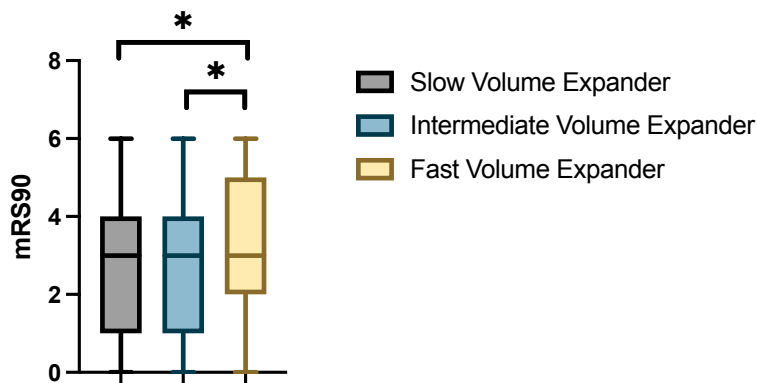 *
*
8
6
4
2
0
mRS90
Slow Volume Expander
Intermediate Volume Expander
Fast Volume Expander